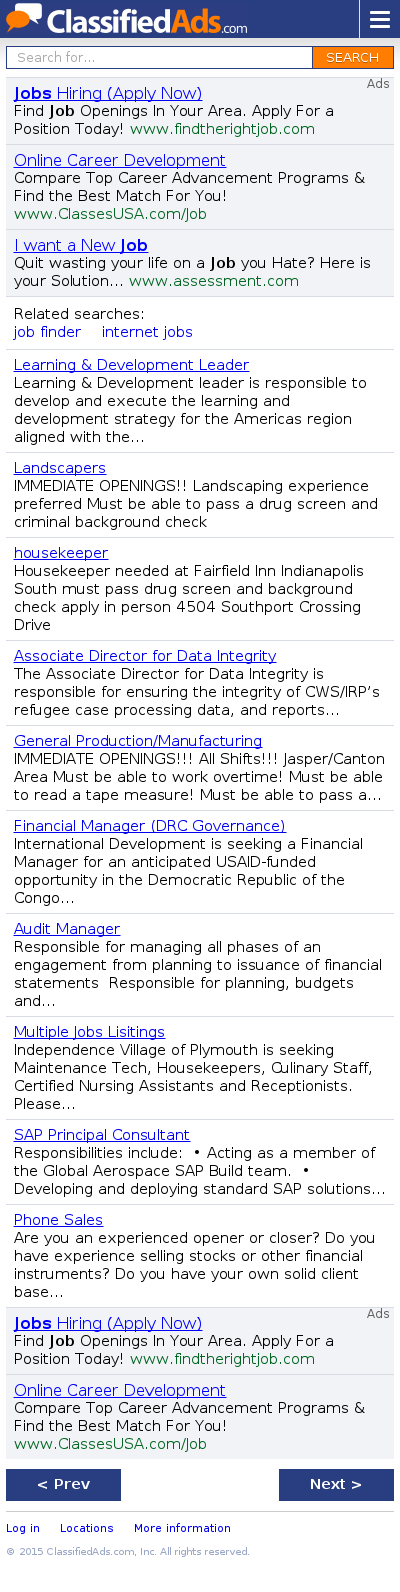 ClassifiedAds.com
Search for...
SEARCH
Ads
Jobs Hiring (Apply Now)
Find Job Openings In Your Area. Apply For a
Position Today! www.findtherightjob.com
Online Career Development
Compare Top Career Advancement Programs &
Find the Best Match For You!
www.ClassesUSA.com/Job
I want a New Job
Quit wasting your life on a Job you Hate? Here is
your Solution... www.assessment.com
Related searches:
job finder internet jobs
Learning & Development Leader
Learning & Development leader is responsible to
develop and execute the learning and
development strategy for the Americas region
aligned with the...
Landscapers
IMMEDIATE OPENINGS!! Landscaping experience
preferred Must be able to pass a drug screen and
criminal background check
housekeeper
Housekeeper needed at Fairfield Inn Indianapolis
South must pass drug screen and background
check apply in person 4504 Southport Crossing
Drive
Associate Director for Data Integrity
The Associate Director for Data Integrity is
responsible for ensuring the integrity of CWS/IRP’s
refugee case processing data, and reports...
General Production/Manufacturing
IMMEDIATE OPENINGS!!! All Shifts!!! Jasper/Canton
Area Must be able to work overtime! Must be able
to read a tape measure! Must be able to pass a...
Financial Manager (DRC Governance)
International Development is seeking a Financial
Manager for an anticipated USAID-funded
opportunity in the Democratic Republic of the
Congo...
Audit Manager
Responsible for managing all phases of an
engagement from planning to issuance of financial
statements  Responsible for planning, budgets
and...
Multiple Jobs Lisitings
Independence Village of Plymouth is seeking
Maintenance Tech, Housekeepers, Culinary Staff,
Certified Nursing Assistants and Receptionists.
Please...
SAP Principal Consultant
Responsibilities include:  • Acting as a member of
the Global Aerospace SAP Build team.  •
Developing and deploying standard SAP solutions...
Phone Sales
Are you an experienced opener or closer? Do you
have experience selling stocks or other financial
instruments? Do you have your own solid client
base...
Ads
Jobs Hiring (Apply Now)
Find Job Openings In Your Area. Apply For a
Position Today! www.findtherightjob.com
Online Career Development
Compare Top Career Advancement Programs &
Find the Best Match For You!
www.ClassesUSA.com/Job
< Prev
Next >
Log in Locations More information
© 2015 ClassifiedAds.com, Inc. All rights reserved.